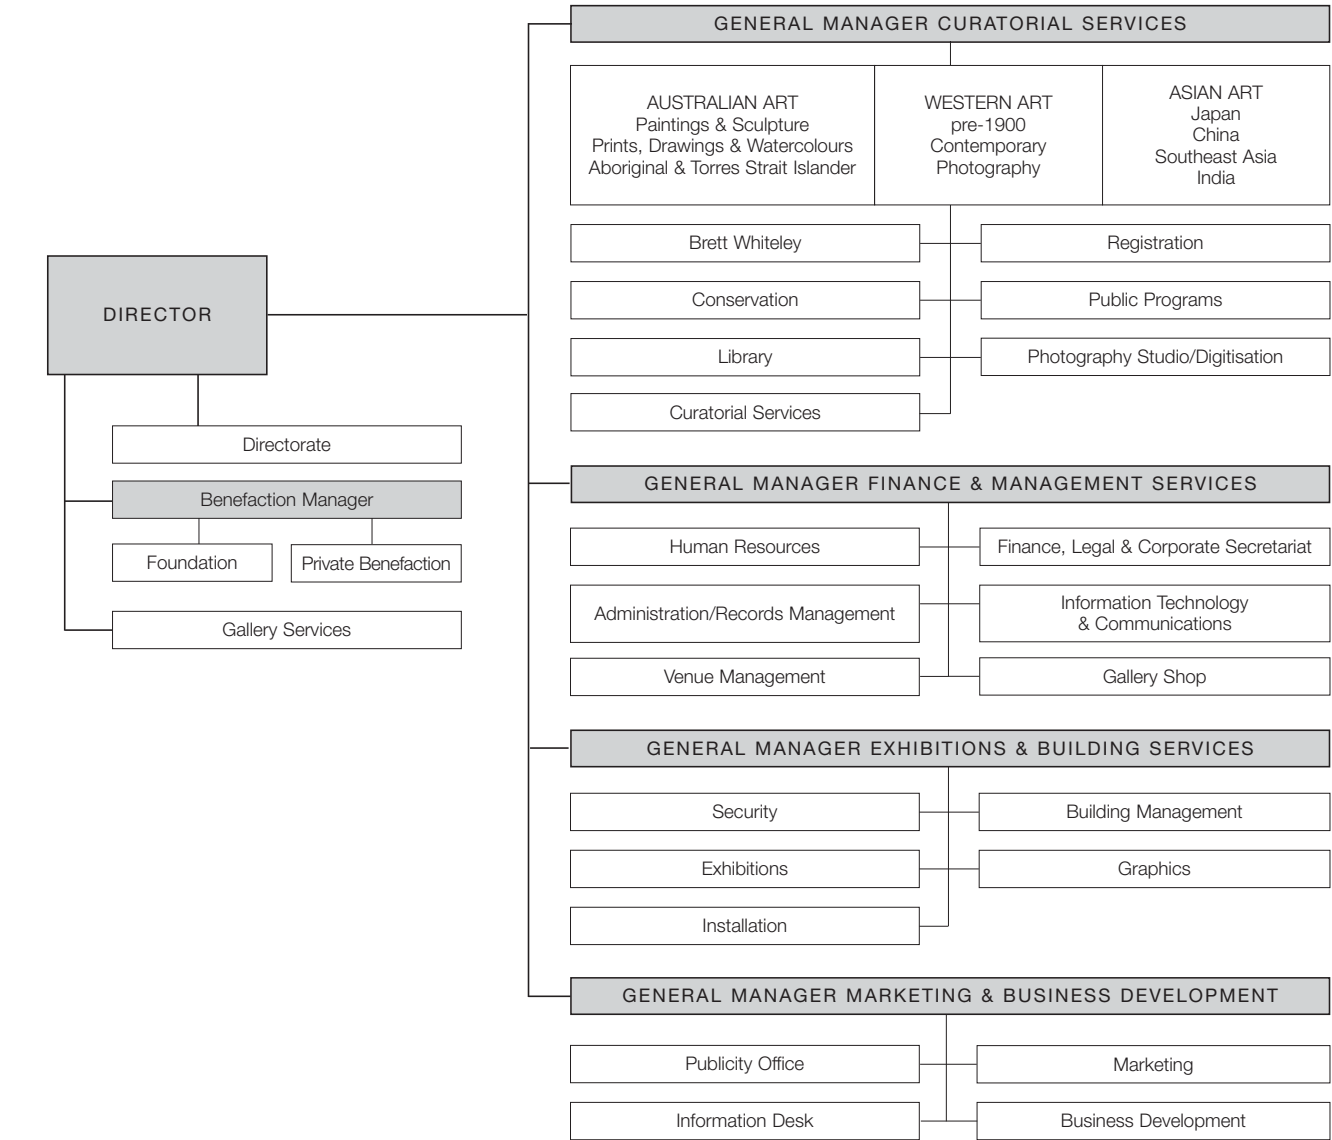 DIRECTOR
Directorate
Benefaction Manager
Foundation
Private Benefaction
Gallery Services
GENERAL MANAGER CURATORIAL SERVICES
AUSTRALIAN ART
Paintings & Sculpture
Prints, Drawings & Watercolours
Aboriginal & Torres Strait Islander
WESTERN ART
pre-1900
Contemporary
Photography
ASIAN ART
Japan
China
Southeast Asia
India
Brett Whiteley
Registration
Conservation
Public Programs
Library
Photography Studio/Digitisation
Curatorial Services
GENERAL MANAGER FINANCE & MANAGEMENT SERVICES
Human Resources
Finance, Legal & Corporate Secretariat
Administration/Records Management
Information Technology
& Communications
Venue Management
Gallery Shop
GENERAL MANAGER EXHIBITIONS & BUILDING SERVICES
Security
Building Management
Exhibitions
Graphics
Installation
GENERAL MANAGER MARKETING & BUSINESS DEVELOPMENT
Publicity Office
Marketing
Information Desk
Business Development